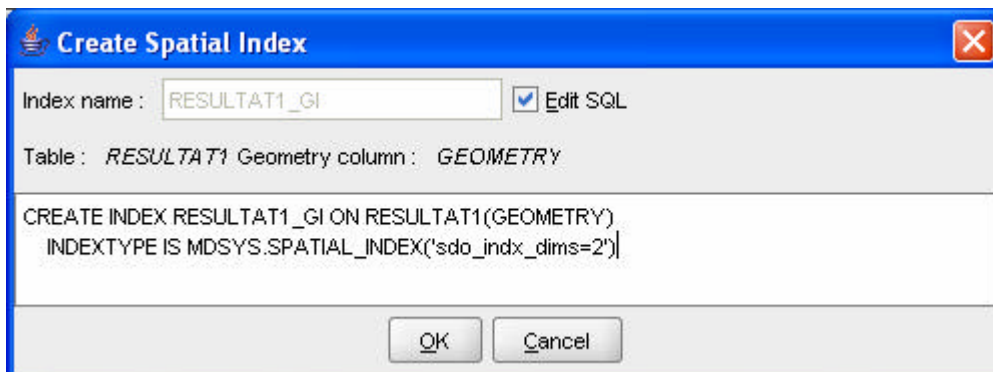 Create Spatial Index
Index name : RESULTAT1_GI Edit SQL
Table : RESULTAT1 Geometry column : GEOMETRY
CREATE INDEX RESULTAT1_GI ON RESULTAT1(GEOMETRY)
INDEXTYPE IS MDSYS.SPATIAL_INDEX('sdo_indx_dims=2')
OK Cancel